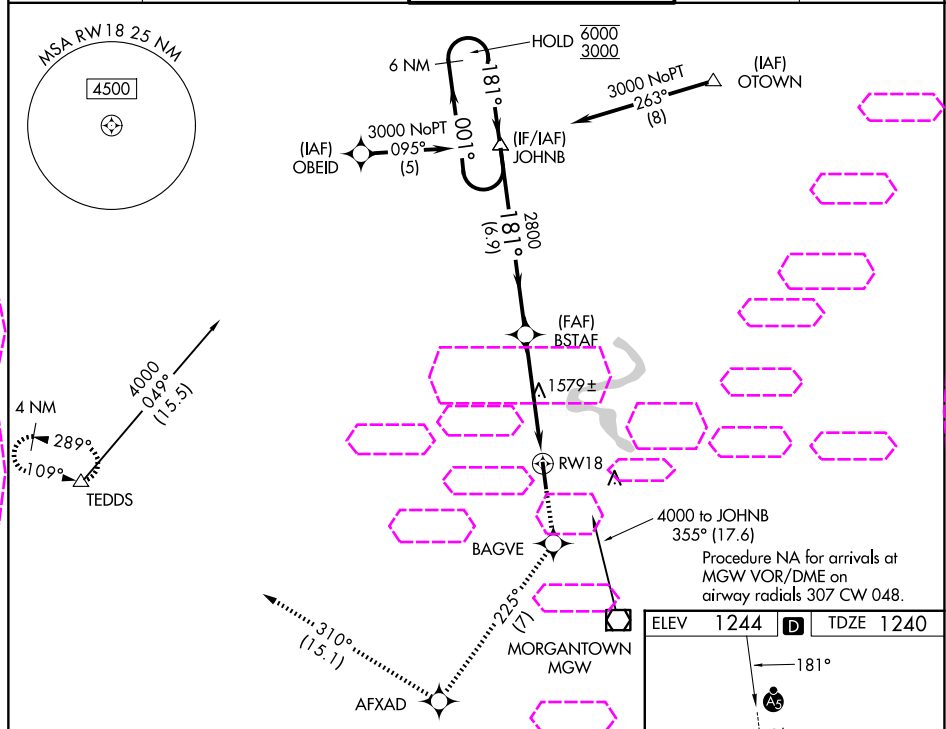 MSA RW18 25 NM
4500
HOLD 6000
3000
6 NM
181°
001°
(IAF)
OBEID
3000 NoPT
095°
(5)
(IF/IAF)
JOHNB
3000 NoPT
263°
(8)
(IAF)
OTOWN
2800
181°
(6.9)
(FAF)
BSTAF
1579±
4000
049°
(15.5)
4 NM
289°
109°
TEDDS
RW18
BAGVE
4000 to JOHNB
355° (17.6)
Procedure NA for arrivals at
MGW VOR/DME on
airway radials 307 CW 048.
225°
(7)
310°
(15.1)
AFXAD
MORGANTOWN
MGW
ELEV 1244 D TDZE 1240
181°
A5